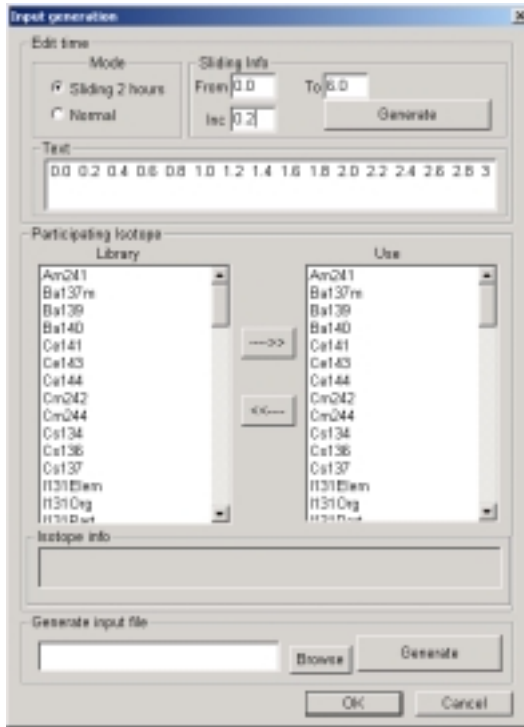 Input generation
Edit time
Mode
Sliding 2 hours
Normal
Sliding Info
From 0.0 To 6.0
Inc 0.2
Generate
Text
0.0 0.2 0.4 0.6 0.8 1.0 1.2 1.4 1.6 1.8 2.0 2.2 2.4 2.6 2.8 3
Participating Isotope
Library
Am241
Ba137m
Ba139
Ba140
Ce141
Ce143
Ce144
Cm242
Cm244
Cs134
Cs136
Cs137
I131Elem
I131Org
I131Part
--->>
<<---
Use
Am241
Ba137m
Ba139
Ba140
Ce141
Ce143
Ce144
Cm242
Cm244
Cs134
Cs136
Cs137
I131Elem
I131Org
I131Part
Isotope info
Generate input file
Browse
Generate
OK
Cancel